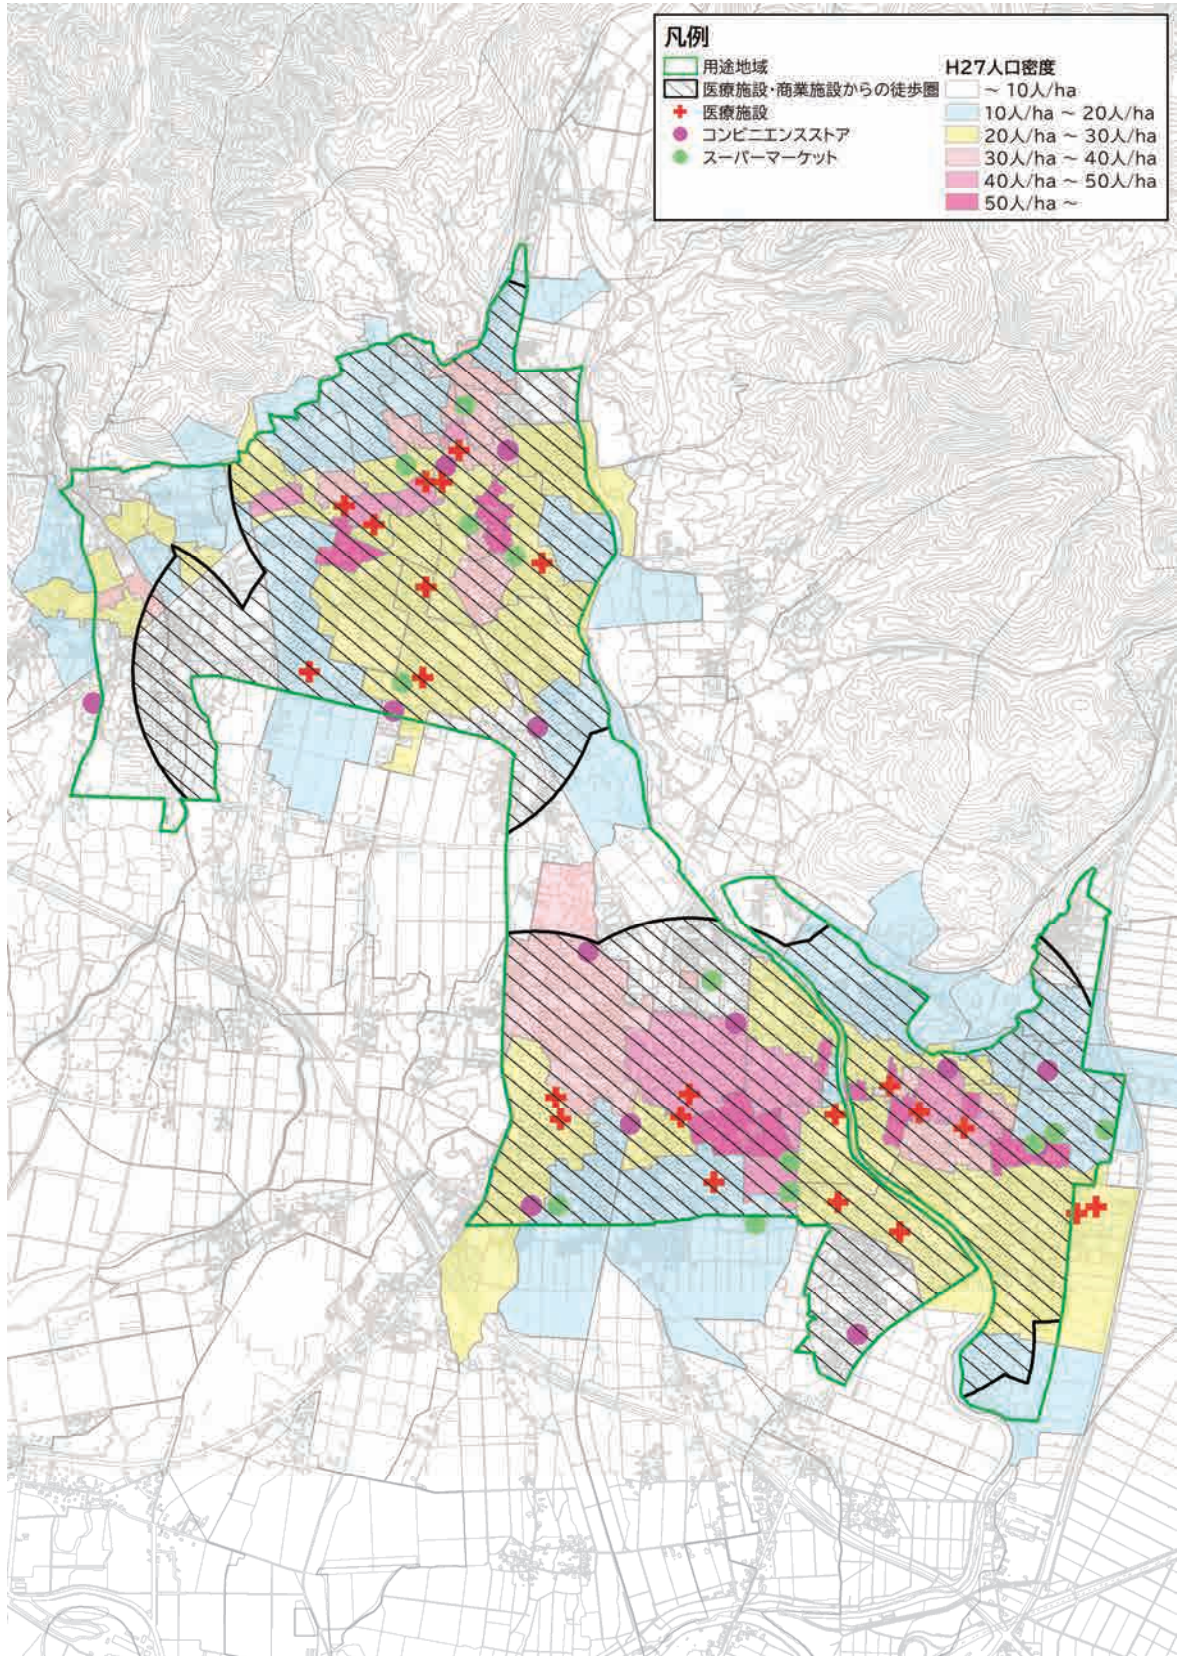 凡例
用途地域
医療施設・商業施設からの徒歩圏
医療施設
コンビニエンスストア
スーパーマーケット
H27人口密度
～ 10人/ha
10人/ha ～ 20人/ha
20人/ha ～ 30人/ha
30人/ha ～ 40人/ha
40人/ha ～ 50人/ha
50人/ha ～